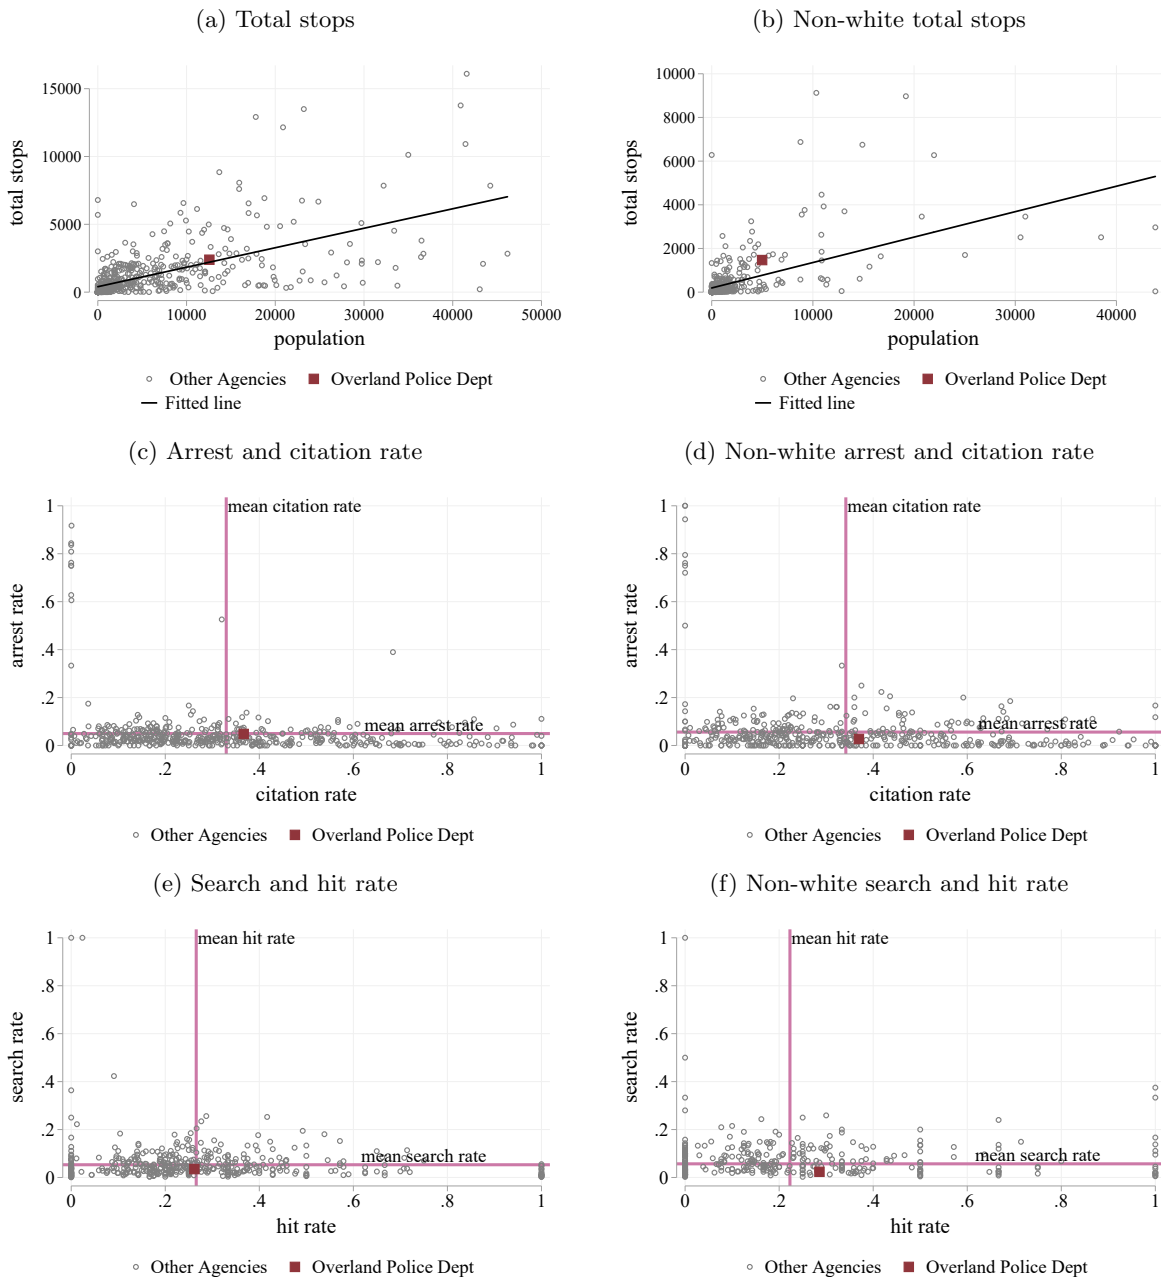 (a) Total stops
(b) Non-white total stops
total stops
15000
10000
5000
0
0
10000
20000
30000
40000
50000
population
Other Agencies
Overland Police Dept
Fitted line
total stops
10000
8000
6000
4000
2000
0
0
10000
20000
30000
40000
population
Other Agencies
Overland Police Dept
Fitted line
(c) Arrest and citation rate
(d) Non-white arrest and citation rate
arrest rate
1
.8
.6
.4
.2
0
mean citation rate
mean arrest rate
0
.2
.4
.6
.8
1
citation rate
Other Agencies
Overland Police Dept
arrest rate
1
.8
.6
.4
.2
0
mean citation rate
mean arrest rate
0
.2
.4
.6
.8
1
citation rate
Other Agencies
Overland Police Dept
(e) Search and hit rate
(f) Non-white search and hit rate
search rate
1
.8
.6
.4
.2
0
mean hit rate
mean search rate
0
.2
.4
.6
.8
1
hit rate
Other Agencies
Overland Police Dept
search rate
1
.8
.6
.4
.2
0
mean hit rate
mean search rate
0
.2
.4
.6
.8
1
hit rate
Other Agencies
Overland Police Dept